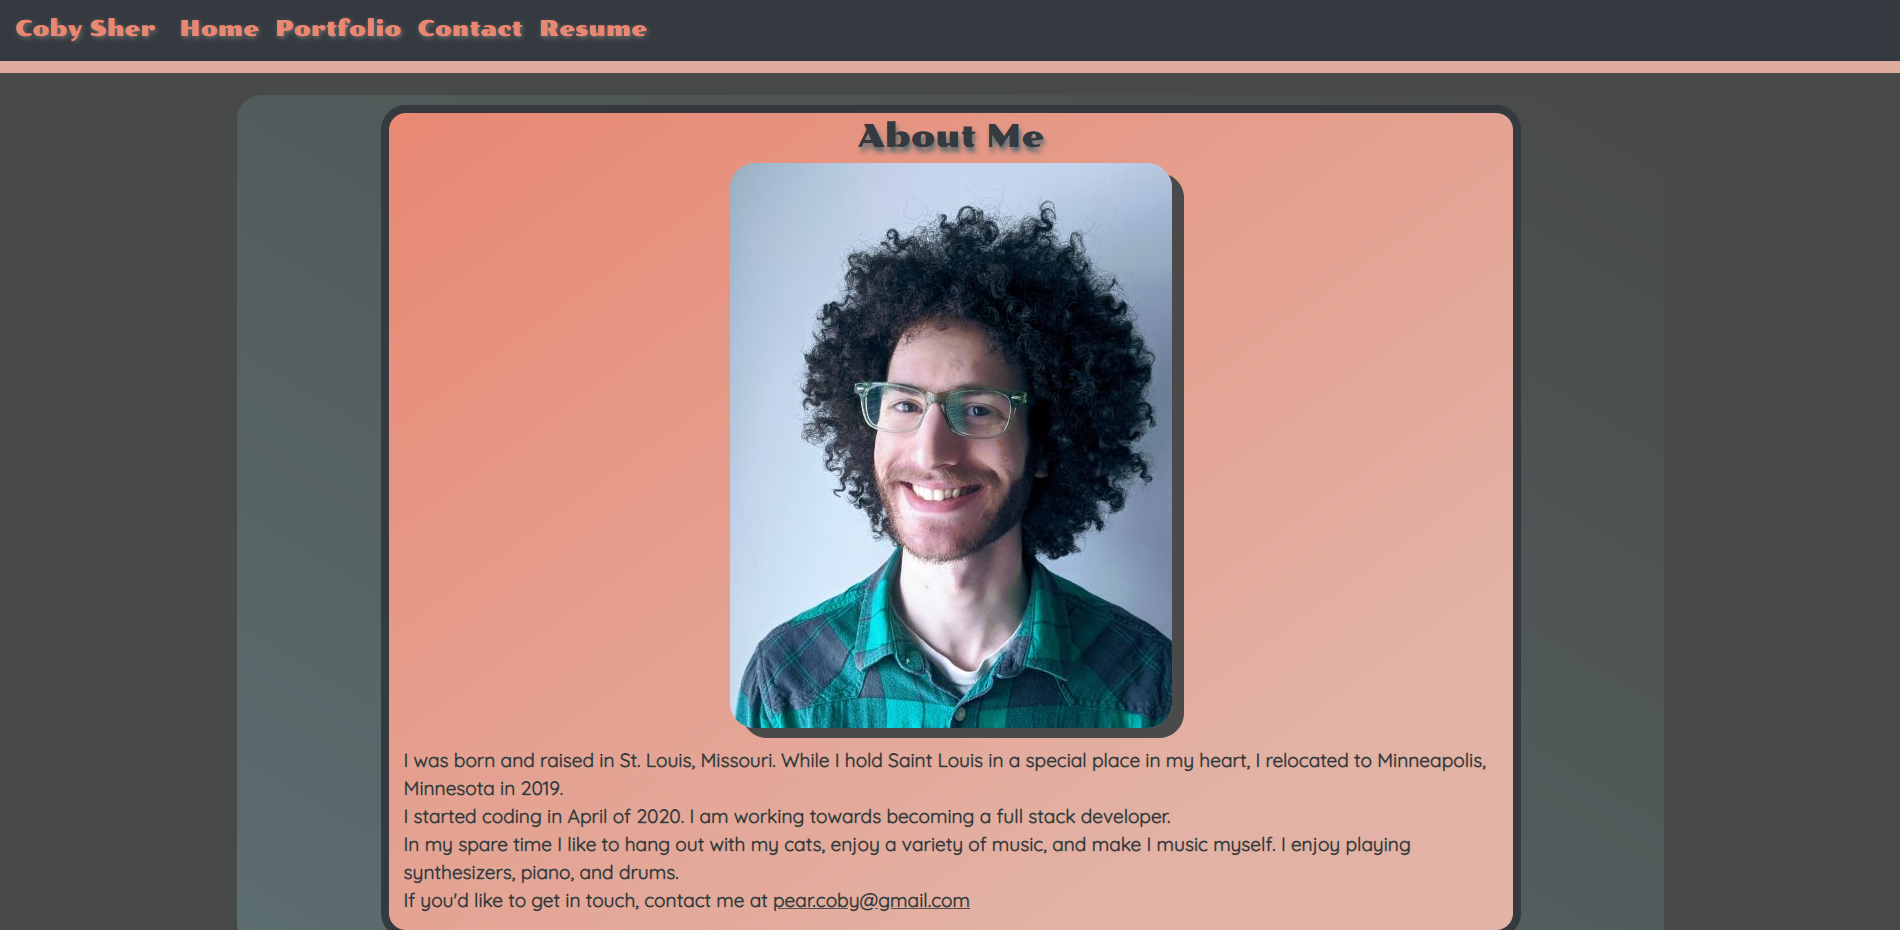 Coby Sher Home Portfolio Contact Resume
About Me
I was born and raised in St. Louis, Missouri. While I hold Saint Louis in a special place in my heart, I relocated to Minneapolis,
Minnesota in 2019.
I started coding in April of 2020. I am working towards becoming a full stack developer.
In my spare time I like to hang out with my cats, enjoy a variety of music, and make I music myself. I enjoy playing
synthesizers, piano, and drums.
If you'd like to get in touch, contact me at pear.coby@gmail.com